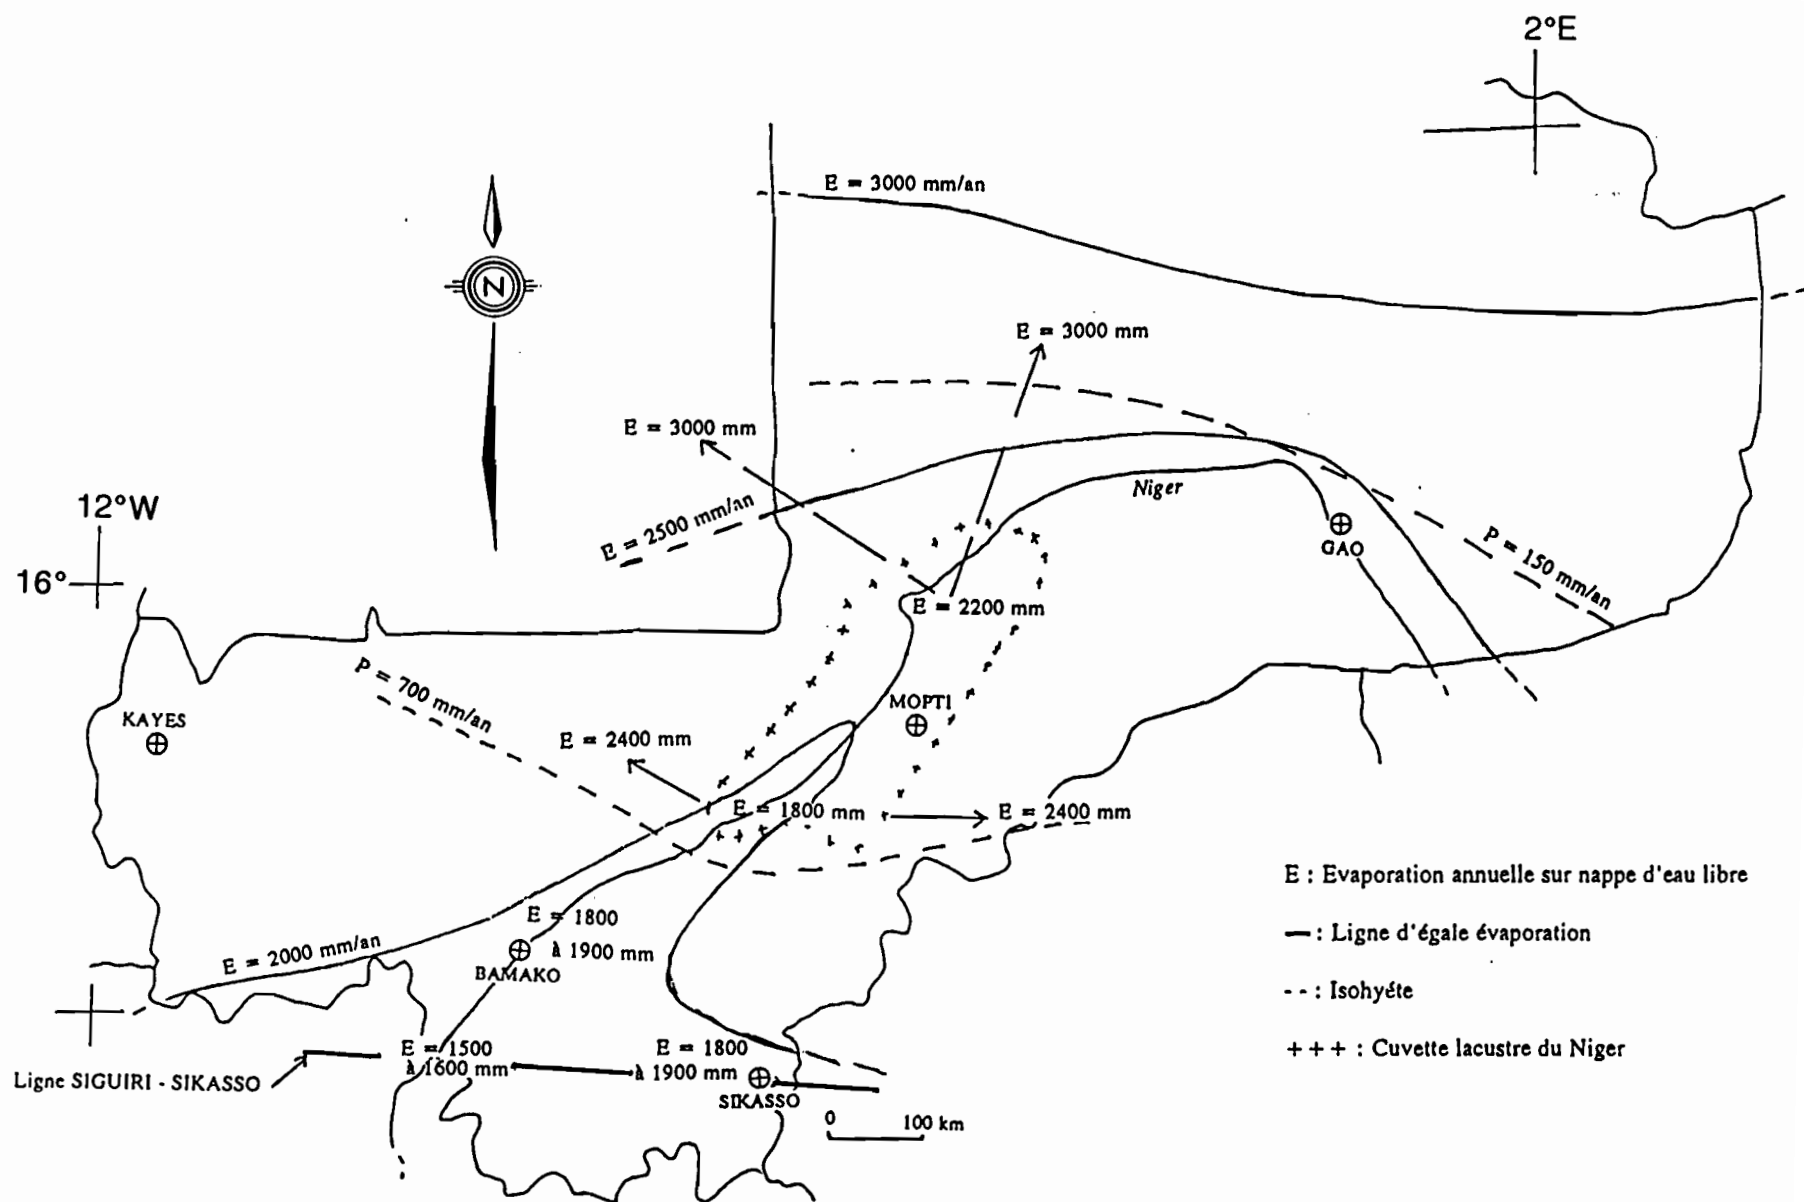 2°E
E = 3000 mm/an
N
E = 3000 mm
E = 3000 mm
Niger
E = 2500 mm/an
12°W
16°
GAO
P = 150 mm/an
E = 2200 mm
P = 700 mm/an
KAYES
MOPTI
E = 2400 mm
E = 1800 mm
E = 2400 mm
E : Evaporation annuelle sur nappe d'eau libre
— : Ligne d'égale évaporation
- - : Isohyéte
+ + + : Cuvette lacustre du Niger
E = 1800
à 1900 mm
BAMAKO
E = 2000 mm/an
E = 1500
à 1600 mm
E = 1800
à 1900 mm
SIKASSO
Ligne SIGUIRI - SIKASSO
0 100 km